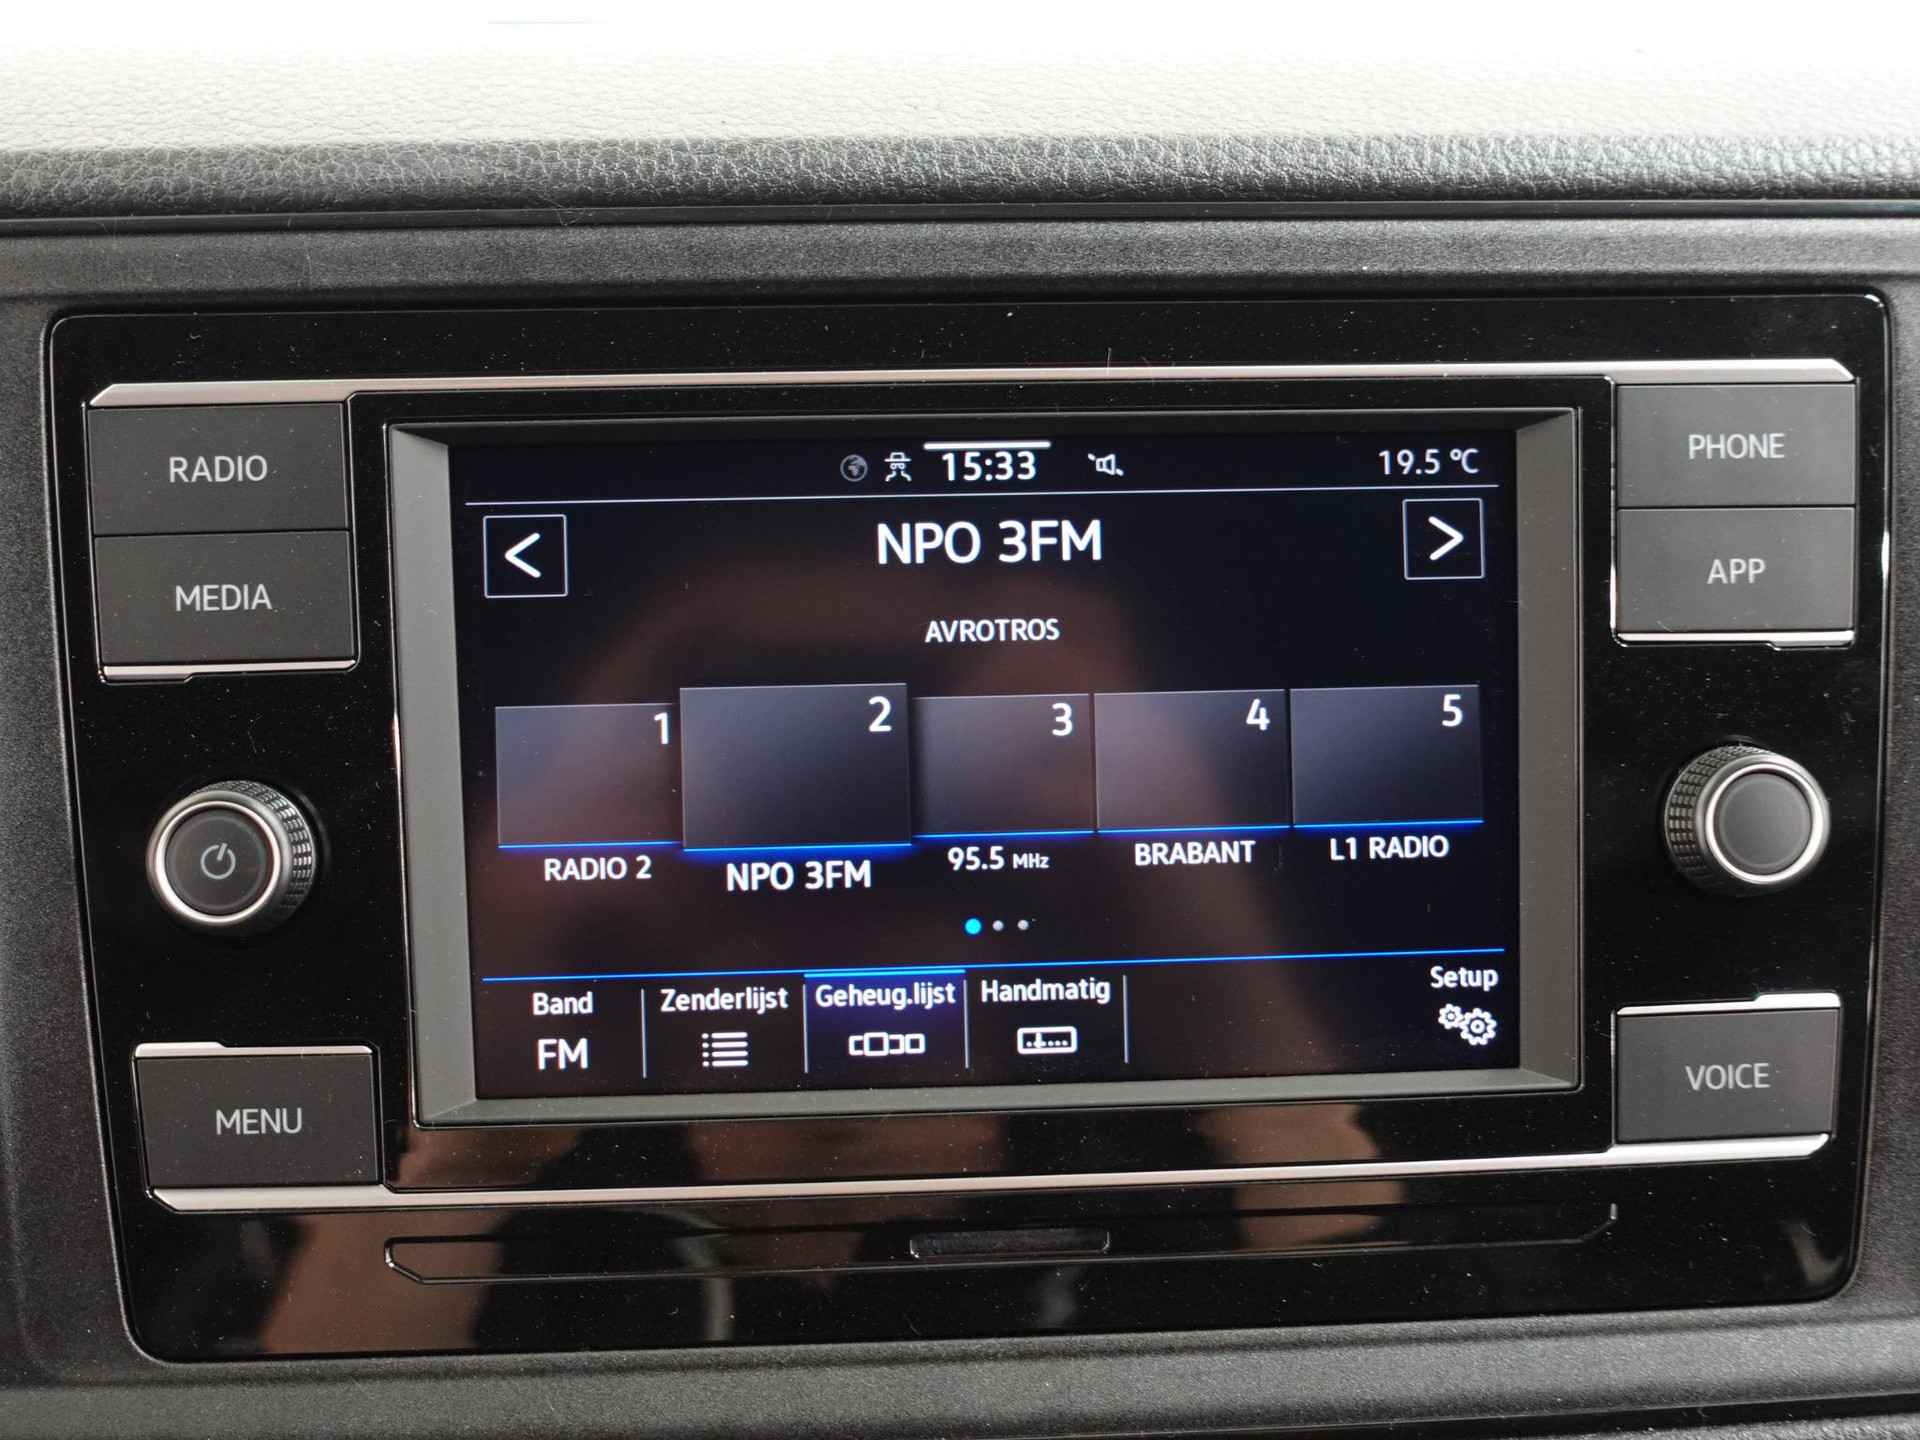 RADIO
MEDIA
MENU
15:33
19.5 °C
<
NPO 3FM
>
AVROTROS
1
2
3
4
5
RADIO 2
NPO 3FM
95.5 MHz
BRABANT
L1 RADIO
Band
FM
Zenderlijst
Geheug.lijst
Handmatig
Setup
PHONE
APP
VOICE